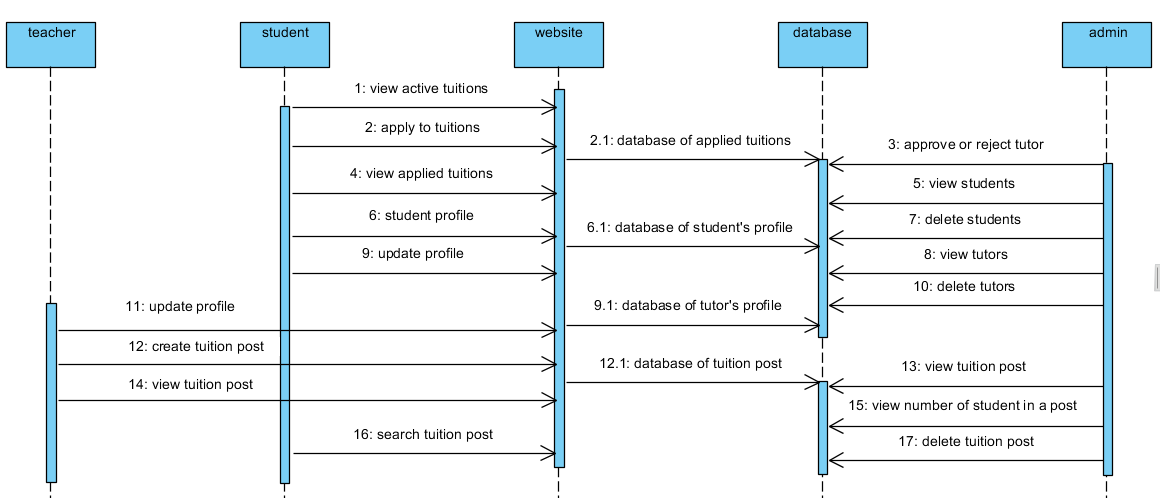 teacher
student
website
database
admin
1: view active tuitions
2: apply to tuitions
2.1: database of applied tuitions
3: approve or reject tutor
4: view applied tuitions
5: view students
6: student profile
7: delete students
6.1: database of student's profile
9: update profile
8: view tutors
10: delete tutors
11: update profile
9.1: database of tutor's profile
12: create tuition post
12.1: database of tuition post
13: view tuition post
14: view tuition post
15: view number of student in a post
16: search tuition post
17: delete tuition post